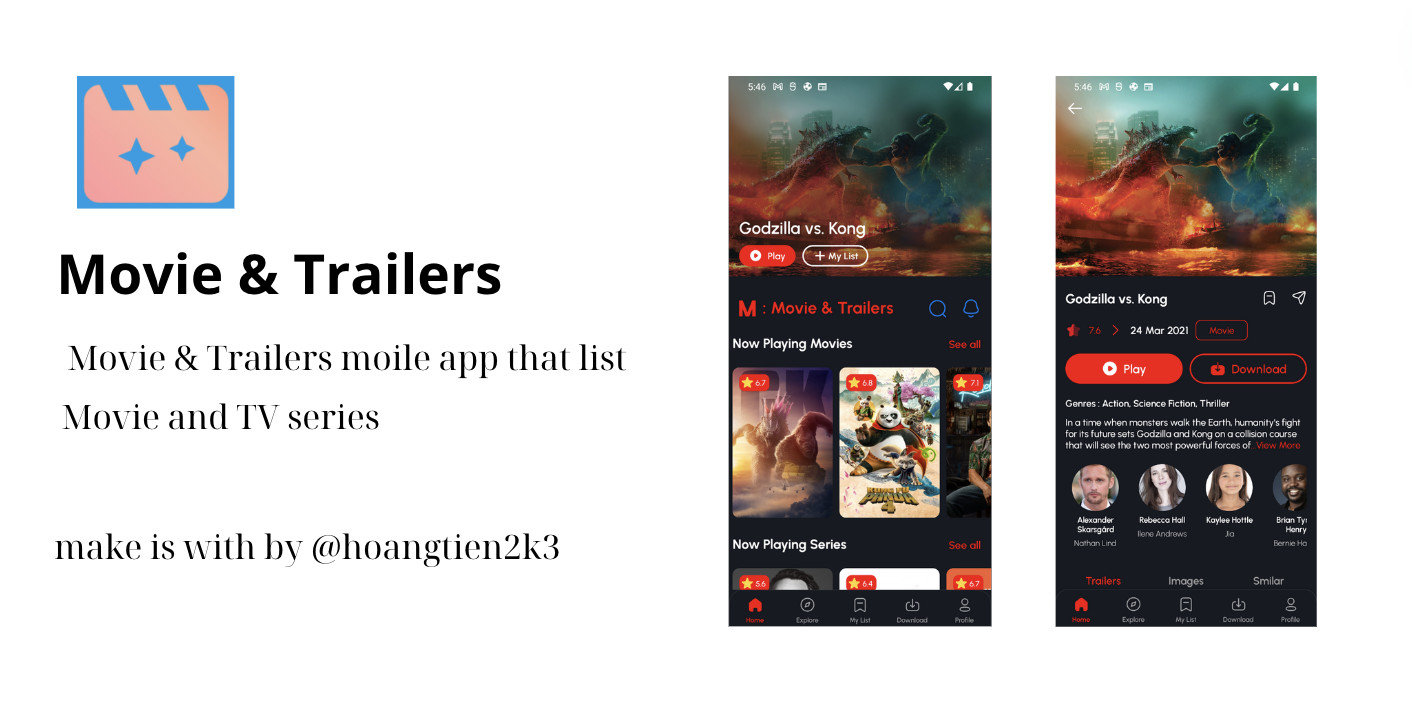 Movie & Trailers
Movie & Trailers moile app that list
Movie and TV series
make is with by @hoangtien2k3
5:46
Godzilla vs. Kong
Play
My List
M : Movie & Trailers
Now Playing Movies
See all
6.7
6.8
7.1
KUNG FU
PANDA
4
Now Playing Series
See all
5.6
6.4
6.7
Home Explore My List Download Profile
5:46
Godzilla vs. Kong
7.6
24 Mar 2021
Movie
Play
Download
Genres : Action, Science Fiction, Thriller
In a time when monsters walk the Earth, humanity's fight
for its future sets Godzilla and Kong on a collision course
that will see the two most powerful forces of...View More
Alexander
Skarsgård
Nathan Lind
Rebecca Hall
Ilene Andrews
Kaylee Hottle
Jia
Brian Tyr
Henry
Bernie Ha
Trailers Images Smilar
Home Explore My List Download Profile